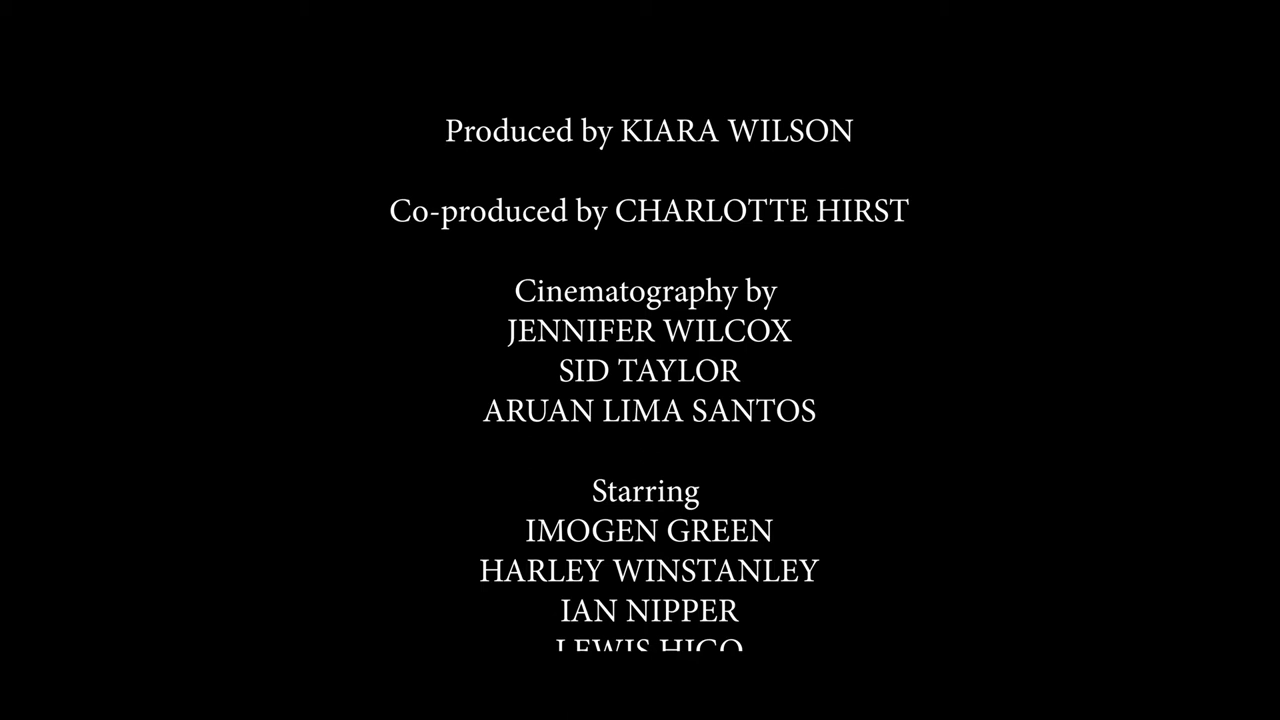 Produced by KIARA WILSON
Co-produced by CHARLOTTE HIRST
Cinematography by
JENNIFER WILCOX
SID TAYLOR
ARUAN LIMA SANTOS
Starring
IMOGEN GREEN
HARLEY WINSTANLEY
IAN NIPPER
LEWIS